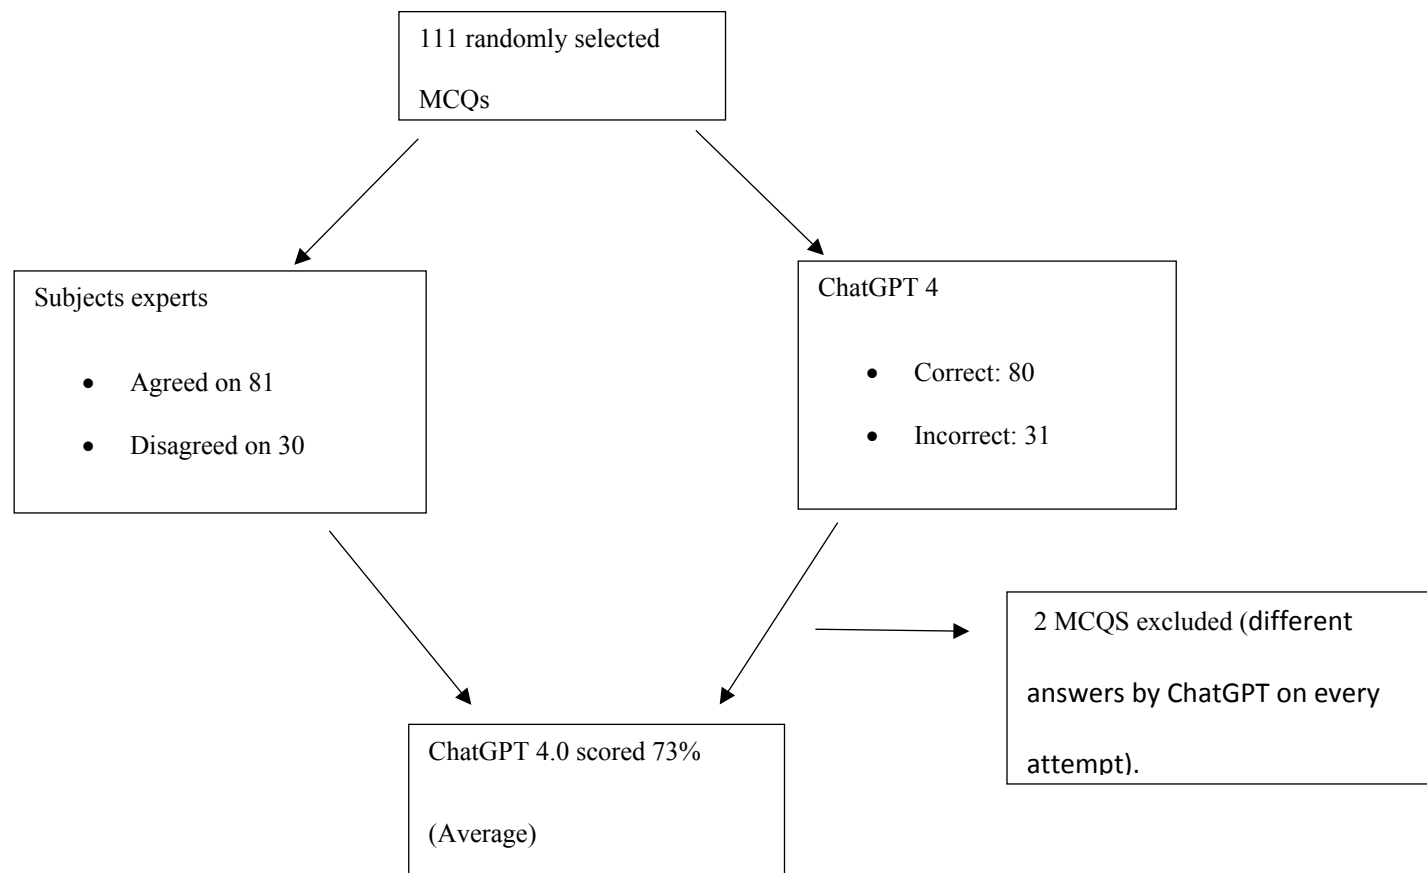 111 randomly selected
MCQs
Subjects experts
• Agreed on 81
• Disagreed on 30
ChatGPT 4
• Correct: 80
• Incorrect: 31
2 MCQS excluded (different
answers by ChatGPT on every
attempt).
ChatGPT 4.0 scored 73%
(Average)